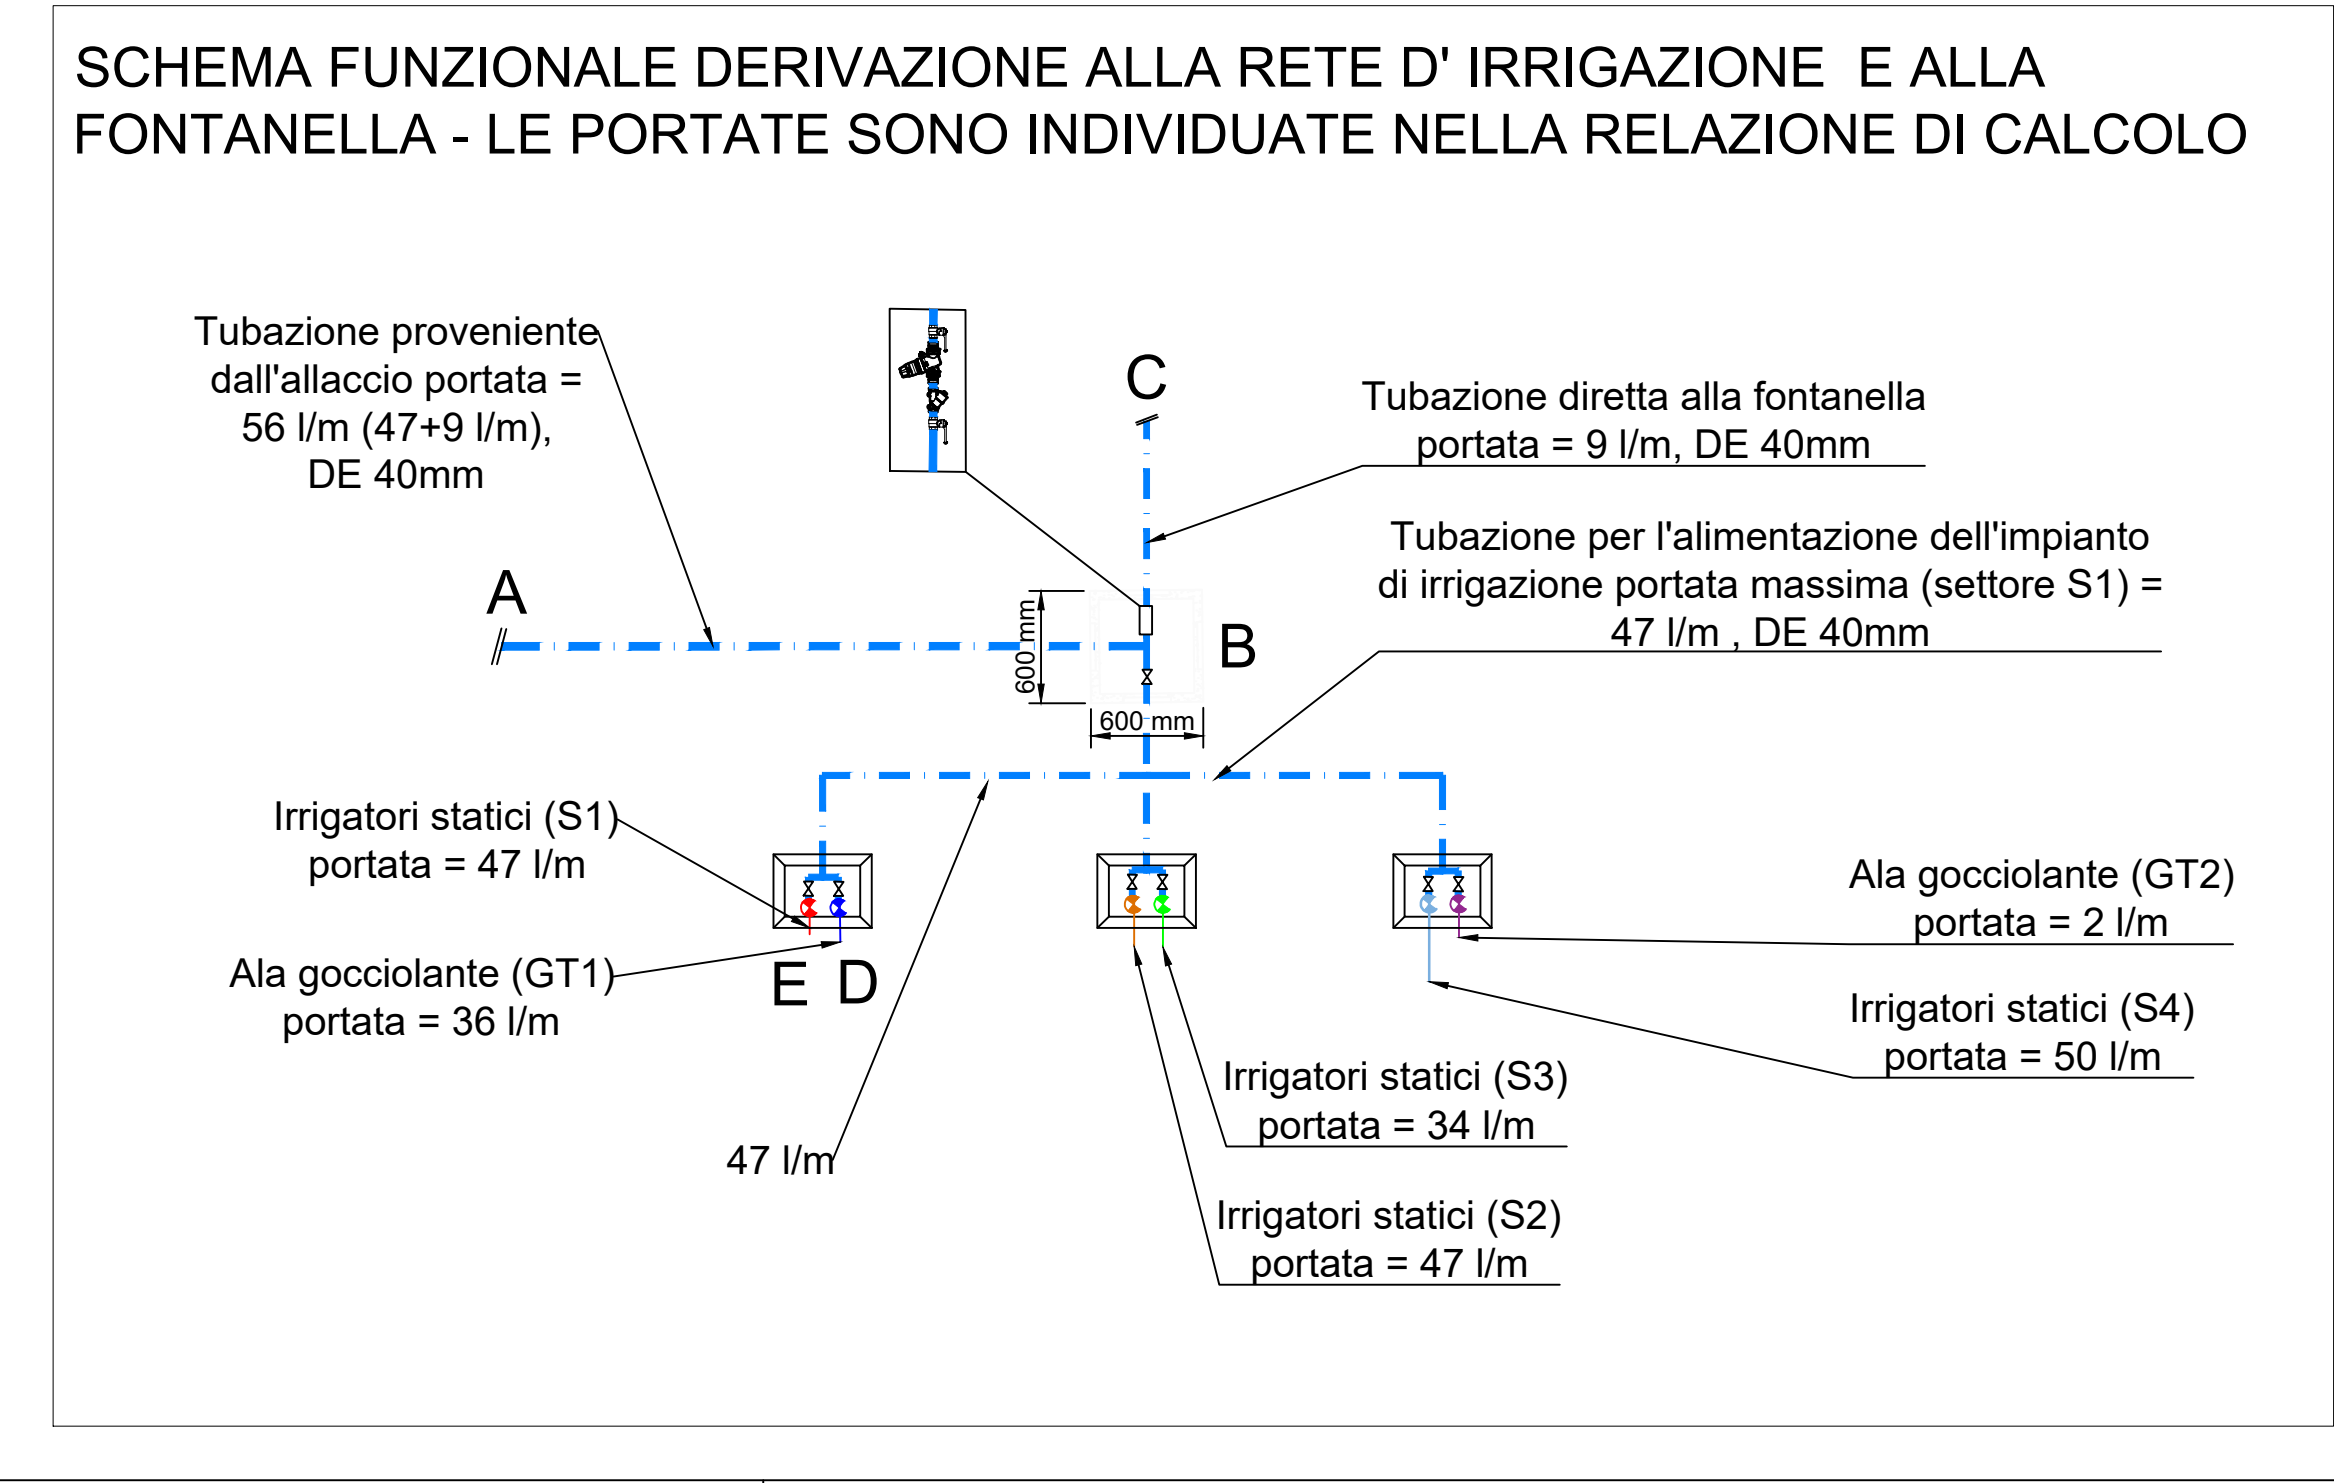 SCHEMA FUNZIONALE DERIVAZIONE ALLA RETE D' IRRIGAZIONE E ALLA
FONTANELLA - LE PORTATE SONO INDIVIDUATE NELLA RELAZIONE DI CALCOLO
Tubazione proveniente
dall'allaccio portata =
56 l/m (47+9 l/m),
DE 40mm
C
Tubazione diretta alla fontanella
portata = 9 l/m, DE 40mm
Tubazione per l'alimentazione dell'impianto
di irrigazione portata massima (settore S1) =
47 l/m , DE 40mm
A
B
600 mm
600 mm
Irrigatori statici (S1)
portata = 47 l/m
Ala gocciolante (GT1)
portata = 36 l/m
E D
Ala gocciolante (GT2)
portata = 2 l/m
Irrigatori statici (S4)
portata = 50 l/m
Irrigatori statici (S3)
portata = 34 l/m
47 l/m
Irrigatori statici (S2)
portata = 47 l/m